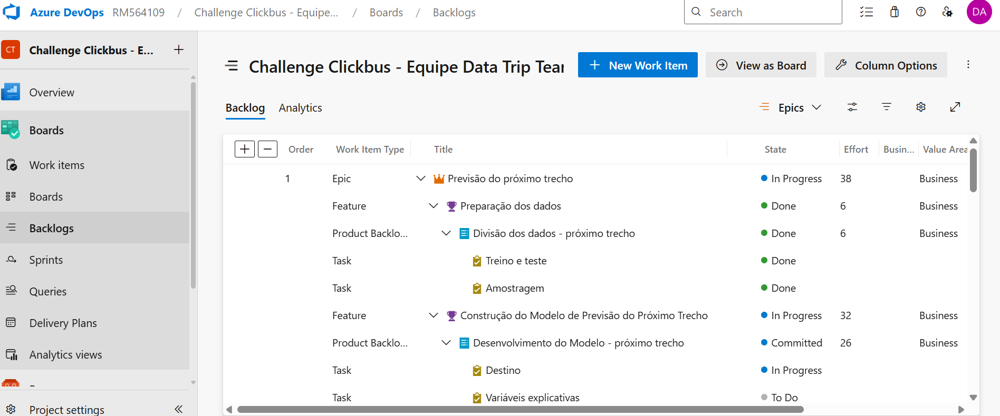 Azure DevOps RM564109 / Challenge Clickbus - Equipe... / Boards / Backlogs
Search
DA
CT Challenge Clickbus - E...
Overview
Boards
Work items
Boards
Backlogs
Sprints
Queries
Delivery Plans
Analytics views
Project settings
Challenge Clickbus - Equipe Data Trip Tear
New Work Item
View as Board
Column Options
Backlog Analytics
Epics
Order Work Item Type Title State Effort Busin... Value Area
1 Epic Previsão do próximo trecho In Progress 38 Business
Feature Preparação dos dados Done 6 Business
Product Backlo... Divisão dos dados - próximo trecho Done 6 Business
Task Treino e teste Done
Task Amostragem Done
Feature Construção do Modelo de Previsão do Próximo Trecho In Progress 32 Business
Product Backlo... Desenvolvimento do Modelo - próximo trecho Committed 26 Business
Task Destino In Progress
Task Variáveis explicativas To Do